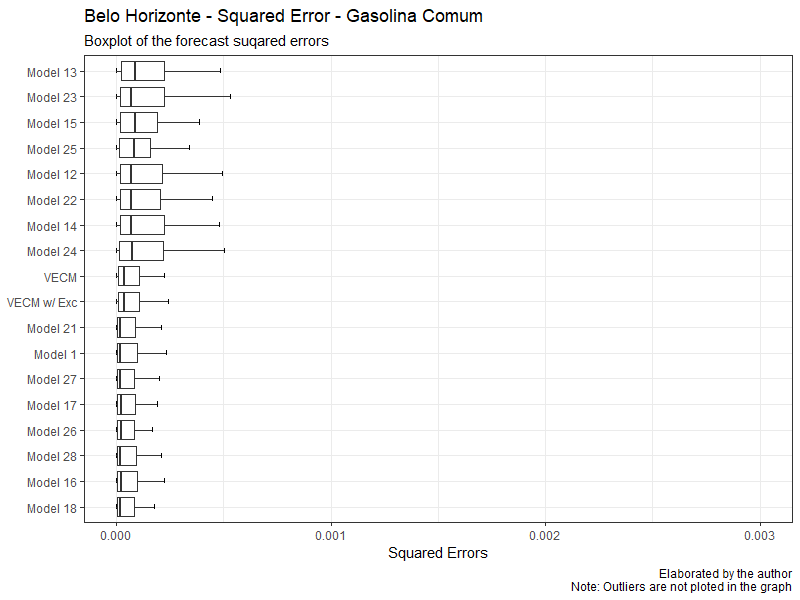 Belo Horizonte - Squared Error - Gasolina Comum
Boxplot of the forecast suqared errors
Model 13
Model 23
Model 15
Model 25
Model 12
Model 22
Model 14
Model 24
VECM
VECM w/ Exc
Model 21
Model 1
Model 27
Model 17
Model 26
Model 28
Model 16
Model 18
0.000 0.001 0.002 0.003
Squared Errors
Elaborated by the author
Note: Outliers are not ploted in the graph